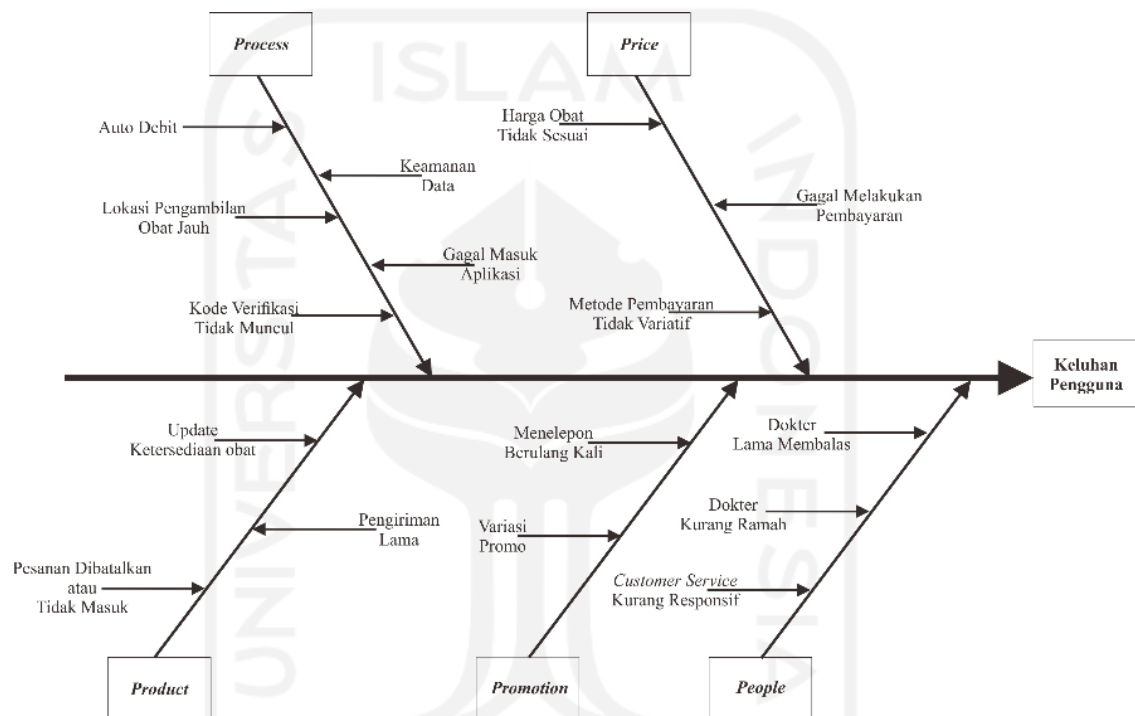 Process
Price
Auto Debit
Keamanan
Data
Lokasi Pengambilan
Obat Jauh
Gagal Masuk
Aplikasi
Kode Verifikasi
Tidak Muncul
Harga Obat
Tidak Sesuai
Gagal Melakukan
Pembayaran
Metode Pembayaran
Tidak Variatif
Keluhan
Pengguna
Update
Ketersediaan obat
Pengiriman
Lama
Pesanan Dibatalkan
atau
Tidak Masuk
Menelepon
Berulang Kali
Variasi
Promo
Dokter
Lama Membalas
Dokter
Kurang Ramah
Customer Service
Kurang Responsif
Product
Promotion
People
UNIVERSITAS
ISLAM
INDONESIA